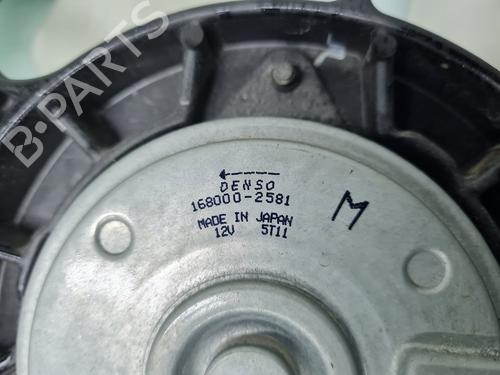 B-PARTS
DENSO
168000-2581
M
MADE IN JAPAN
12V 5T11